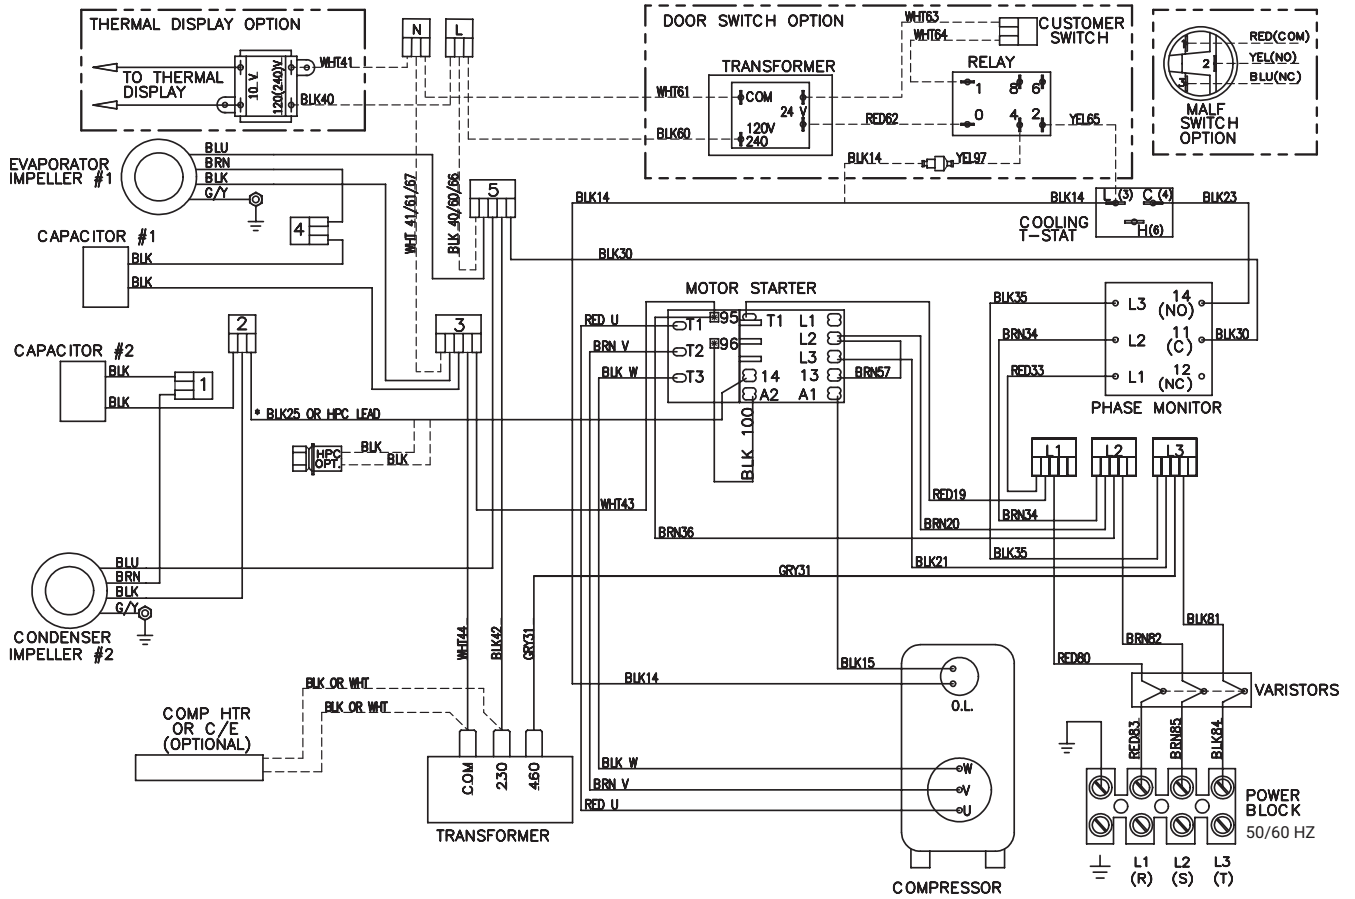 THERMAL DISPLAY OPTION
TO THERMAL
DISPLAY
10 V.
120(240)V
WHT41
BLK40
N
L
DOOR SWITCH OPTION
WHT63
WHT64
CUSTOMER
SWITCH
TRANSFORMER
COM
24 V
120V
240
WHT61
BLK60
RED62
RELAY
1
8
6
0
4
2
YEL65
BLK14
YEL97
RED(COM)
YEL(NO)
BLU(NC)
1
2
MALF
SWITCH
OPTION
EVAPORATOR
IMPELLER #1
BLU
BRN
BLK
G/Y
4
CAPACITOR #1
BLK
BLK
WHT 41/61/67
BLK 40/60/66
5
BLK14
BLK14
L (3)
C (4)
H(6)
BLK23
COOLING
T-STAT
BLK30
CAPACITOR #2
BLK
BLK
2
1
3
* BLK25 OR HPC LEAD
HPC
OPT.
BLK
BLK
MOTOR STARTER
RED U
BRN V
BLK W
T1
T2
T3
95
96
T1
L1
L2
L3
14
13
A2
A1
BRN57
BLK 100
BLK35
BRN34
RED33
L3
14
(NO)
L2
11
(C)
L1
12
(NC)
BLK30
PHASE MONITOR
L1
L2
L3
WHT43
RED19
BRN34
BRN20
BRN36
BLK35
BLK21
GRY31
CONDENSER
IMPELLER #2
BLU
BRN
BLK
G/Y
WHT44
BLK42
GRY31
BLK15
BLK14
O.L.
BLK81
BRN82
RED80
VARISTORS
BLK OR WHT
BLK OR WHT
COMP HTR
OR C/E
(OPTIONAL)
COM
230
460
TRANSFORMER
BLK W
BRN V
RED U
W
V
U
COMPRESSOR
RED83
BRN85
BLK84
POWER
BLOCK
50/60 HZ
L1
(R)
L2
(S)
L3
(T)